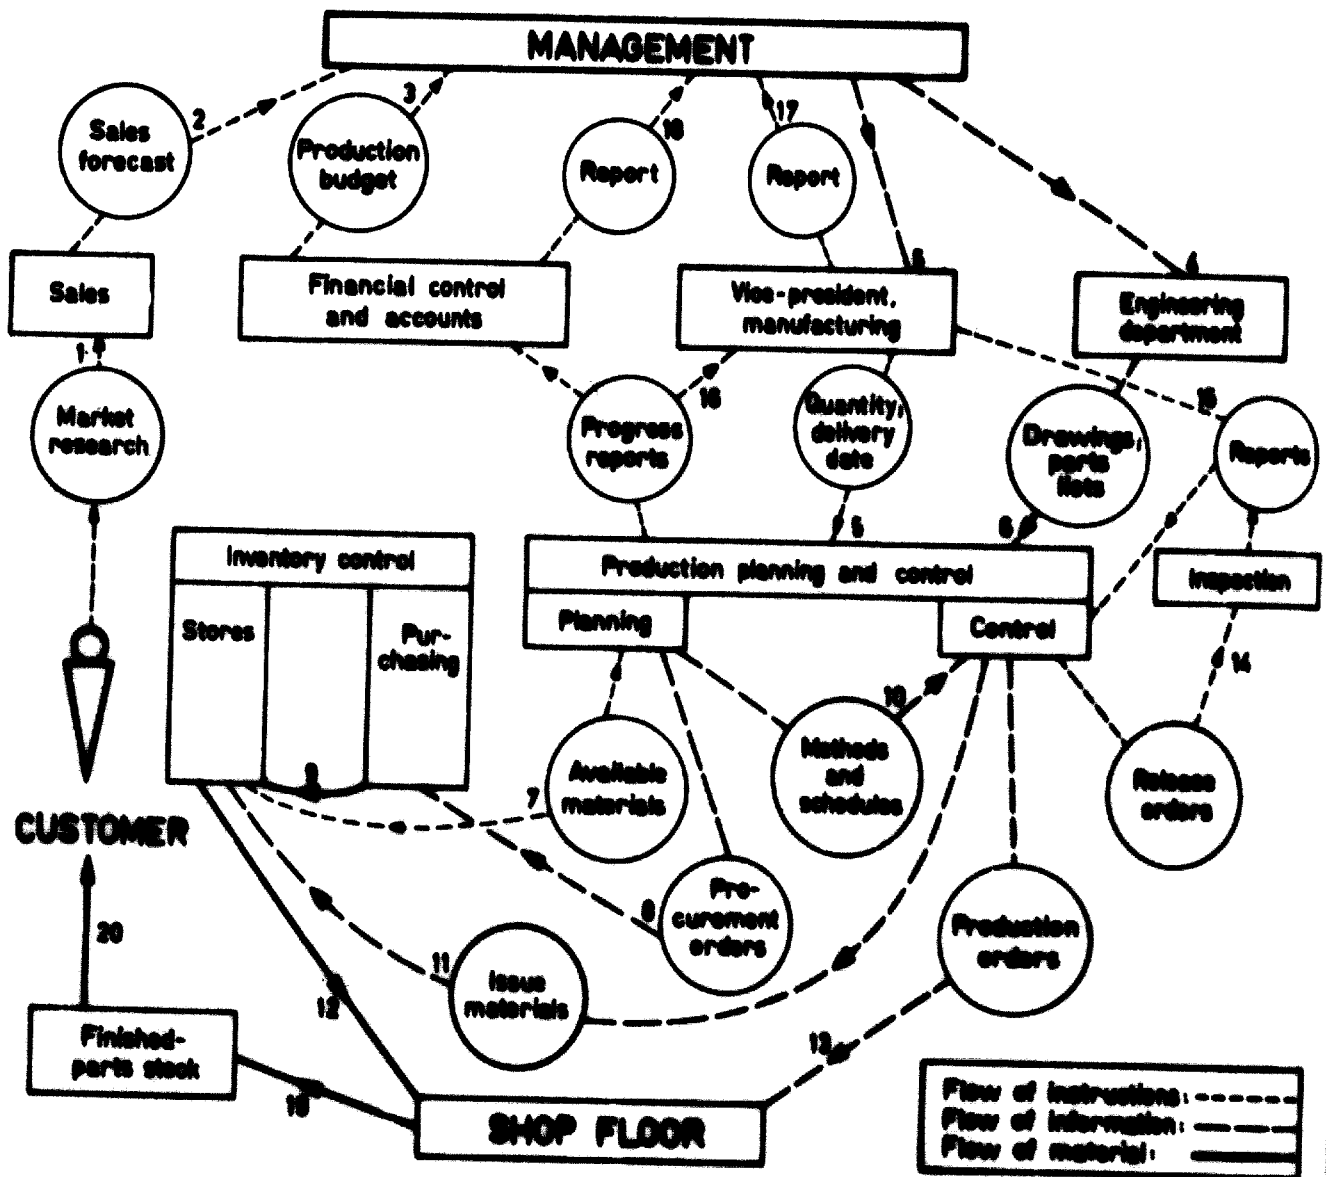 MANAGEMENT
2
3
18
17
Sales
forecast
Production
budget
Report
Report
5
4
Sales
Financial control
and accounts
Vice-president,
manufacturing
Engineering
department
1
16
15
Market
research
Progress
reports
Quantity,
delivery
date
Drawings,
parts
lists
Reports
5
6
Inventory control
Stores
Pur-
chasing
Production planning and control
Planning
Control
Inspection
14
10
9
7
Available
materials
Methods
and
schedules
Release
orders
CUSTOMER
8
Pro-
curement
orders
Production
orders
20
11
Issue
materials
12
13
Finished-
parts stock
19
SHOP FLOOR
Flow of instructions:
Flow of information:
Flow of material: